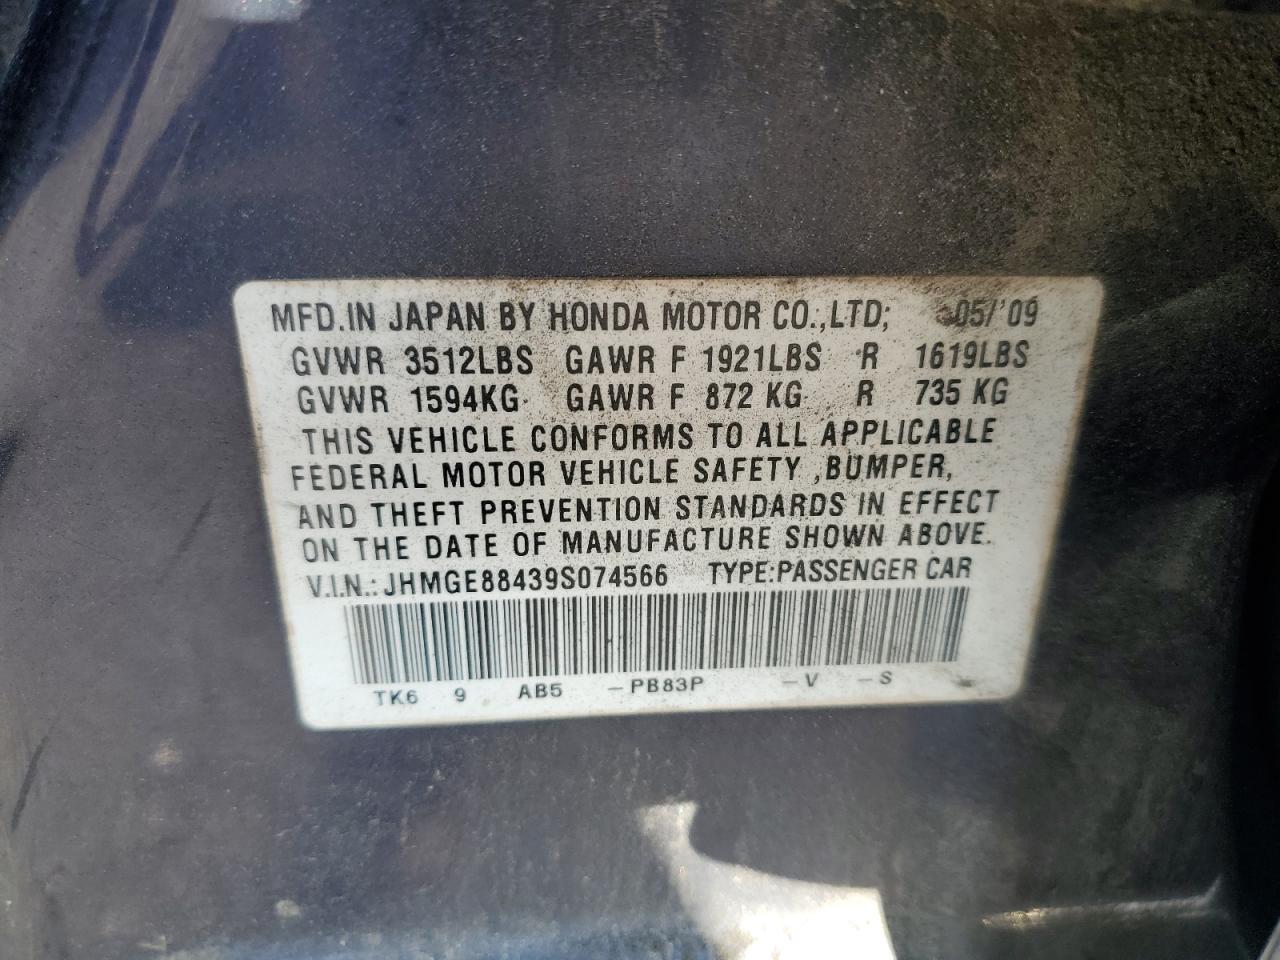 MFD.IN JAPAN BY HONDA MOTOR CO.,LTD; 05/'09
GVWR 3512LBS GAWR F 1921LBS R 1619LBS
GVWR 1594KG GAWR F 872 KG R 735 KG
THIS VEHICLE CONFORMS TO ALL APPLICABLE
FEDERAL MOTOR VEHICLE SAFETY ,BUMPER,
AND THEFT PREVENTION STANDARDS IN EFFECT
ON THE DATE OF MANUFACTURE SHOWN ABOVE.
V.I.N.: JHMGE88439S074566 TYPE:PASSENGER CAR
TK6 9 AB5 -PB83P -V -S